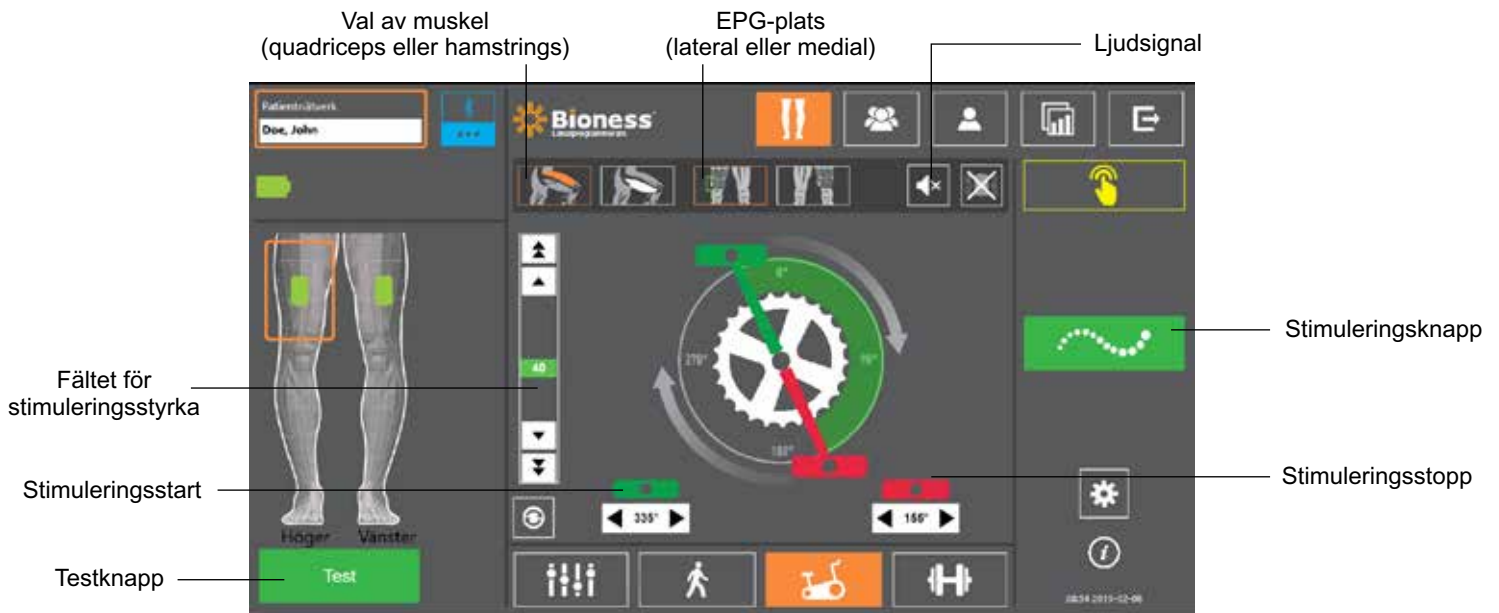 Val av muskel
(quadriceps eller hamstrings)
EPG-plats
(lateral eller medial)
Ljudsignal
Patientnätverk
Doe, John
Bioness
0°
270°
90°
180°
40
Stimuleringsknapp
Fältet för
stimuleringsstyrka
Stimuleringsstart
335°
156°
Stimuleringsstopp
Höger
Vänster
Testknapp
Test